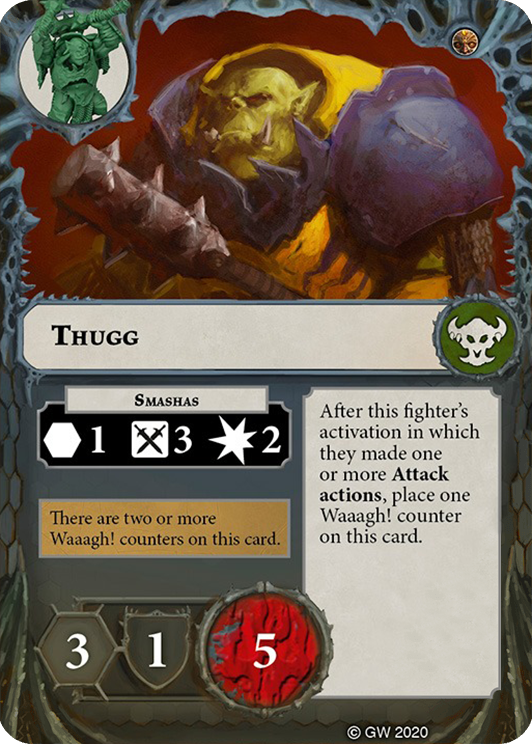 THUGG
SMASHAS
1 3 2
There are two or more
Waaagh! counters on this card.
After this fighter's
activation in which
they made one
or more Attack
actions, place one
Waaagh! counter
on this card.
3 1 5
© GW 2020